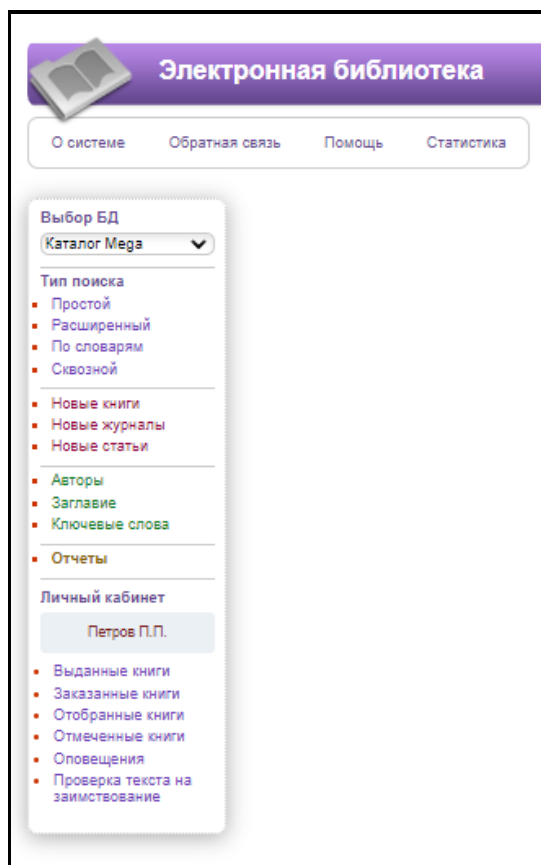 Электронная библиотека
О системе Обратная связь Помощь Статистика
Выбор БД
Каталог Mega
Тип поиска
Простой
Расширенный
По словарям
Сквозной
Новые книги
Новые журналы
Новые статьи
Авторы
Заглавие
Ключевые слова
Отчеты
Личный кабинет
Петров П.П.
Выданные книги
Заказанные книги
Отобранные книги
Отмеченные книги
Оповещения
Проверка текста на
заимствование